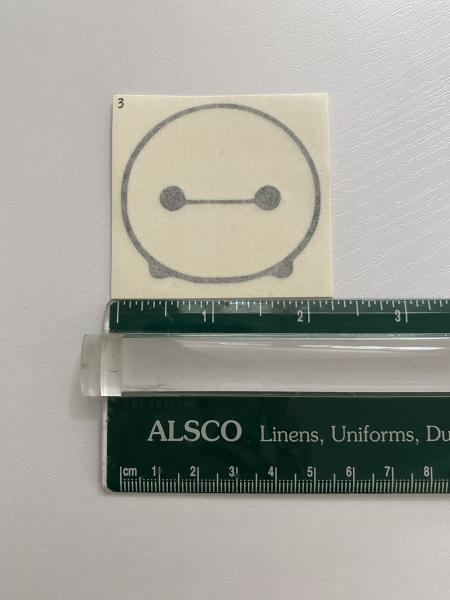 3
1 2 3
ALSCO Linens, Uniforms, Du
cm 1 2 3 4 5 6 7 8